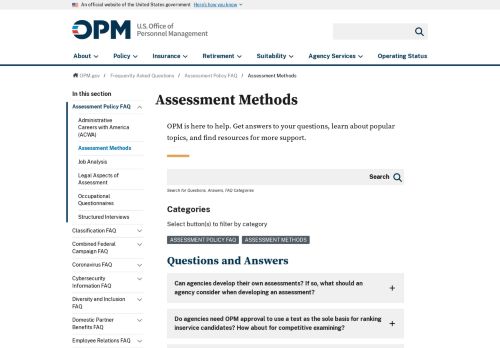 An official website of the United States government Here's how you know
OPM U.S. Office of
Personnel Management
About Policy Insurance Retirement Suitability Agency Services Operating Status
OPM.gov / Frequently Asked Questions / Assessment Policy FAQ / Assessment Methods
In this section
Assessment Policy FAQ
Administrative
Careers with America
(ACWA)
Assessment Methods
Job Analysis
Legal Aspects of
Assessment
Occupational
Questionnaires
Structured Interviews
Classification FAQ
Combined Federal
Campaign FAQ
Coronavirus FAQ
Cybersecurity
Information FAQ
Diversity and Inclusion
FAQ
Domestic Partner
Benefits FAQ
Employee Relations FAQ
Assessment Methods
OPM is here to help. Get answers to your questions, learn about popular
topics, and find resources for more support.
Search
Search for Questions, Answers, FAQ Categories
Categories
Select button(s) to filter by category
ASSESSMENT POLICY FAQ ASSESSMENT METHODS
Questions and Answers
Can agencies develop their own assessments? If so, what should an
agency consider when developing an assessment?
Do agencies need OPM approval to use a test as the sole basis for ranking
inservice candidates? How about for competitive examining?